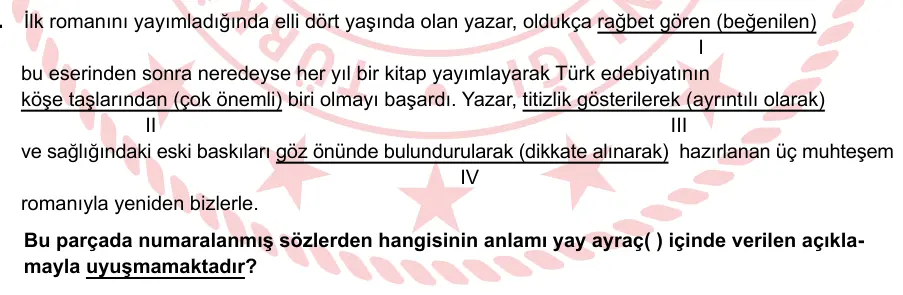 . İlk romanını yayımladığında elli dört yaşında olan yazar, oldukça rağbet gören (beğenilen)
I
bu eserinden sonra neredeyse her yıl bir kitap yayımlayarak Türk edebiyatının
köşe taşlarından (çok önemli) biri olmayı başardı. Yazar, titizlik gösterilerek (ayrıntılı olarak)
II III
ve sağlığındaki eski baskıları göz önünde bulundurularak (dikkate alınarak) hazırlanan üç muhteşem
IV
romanıyla yeniden bizlerle.
Bu parçada numaralanmış sözlerden hangisinin anlamı yay ayraç( ) içinde verilen açıkla-
mayla uyuşmamaktadır?